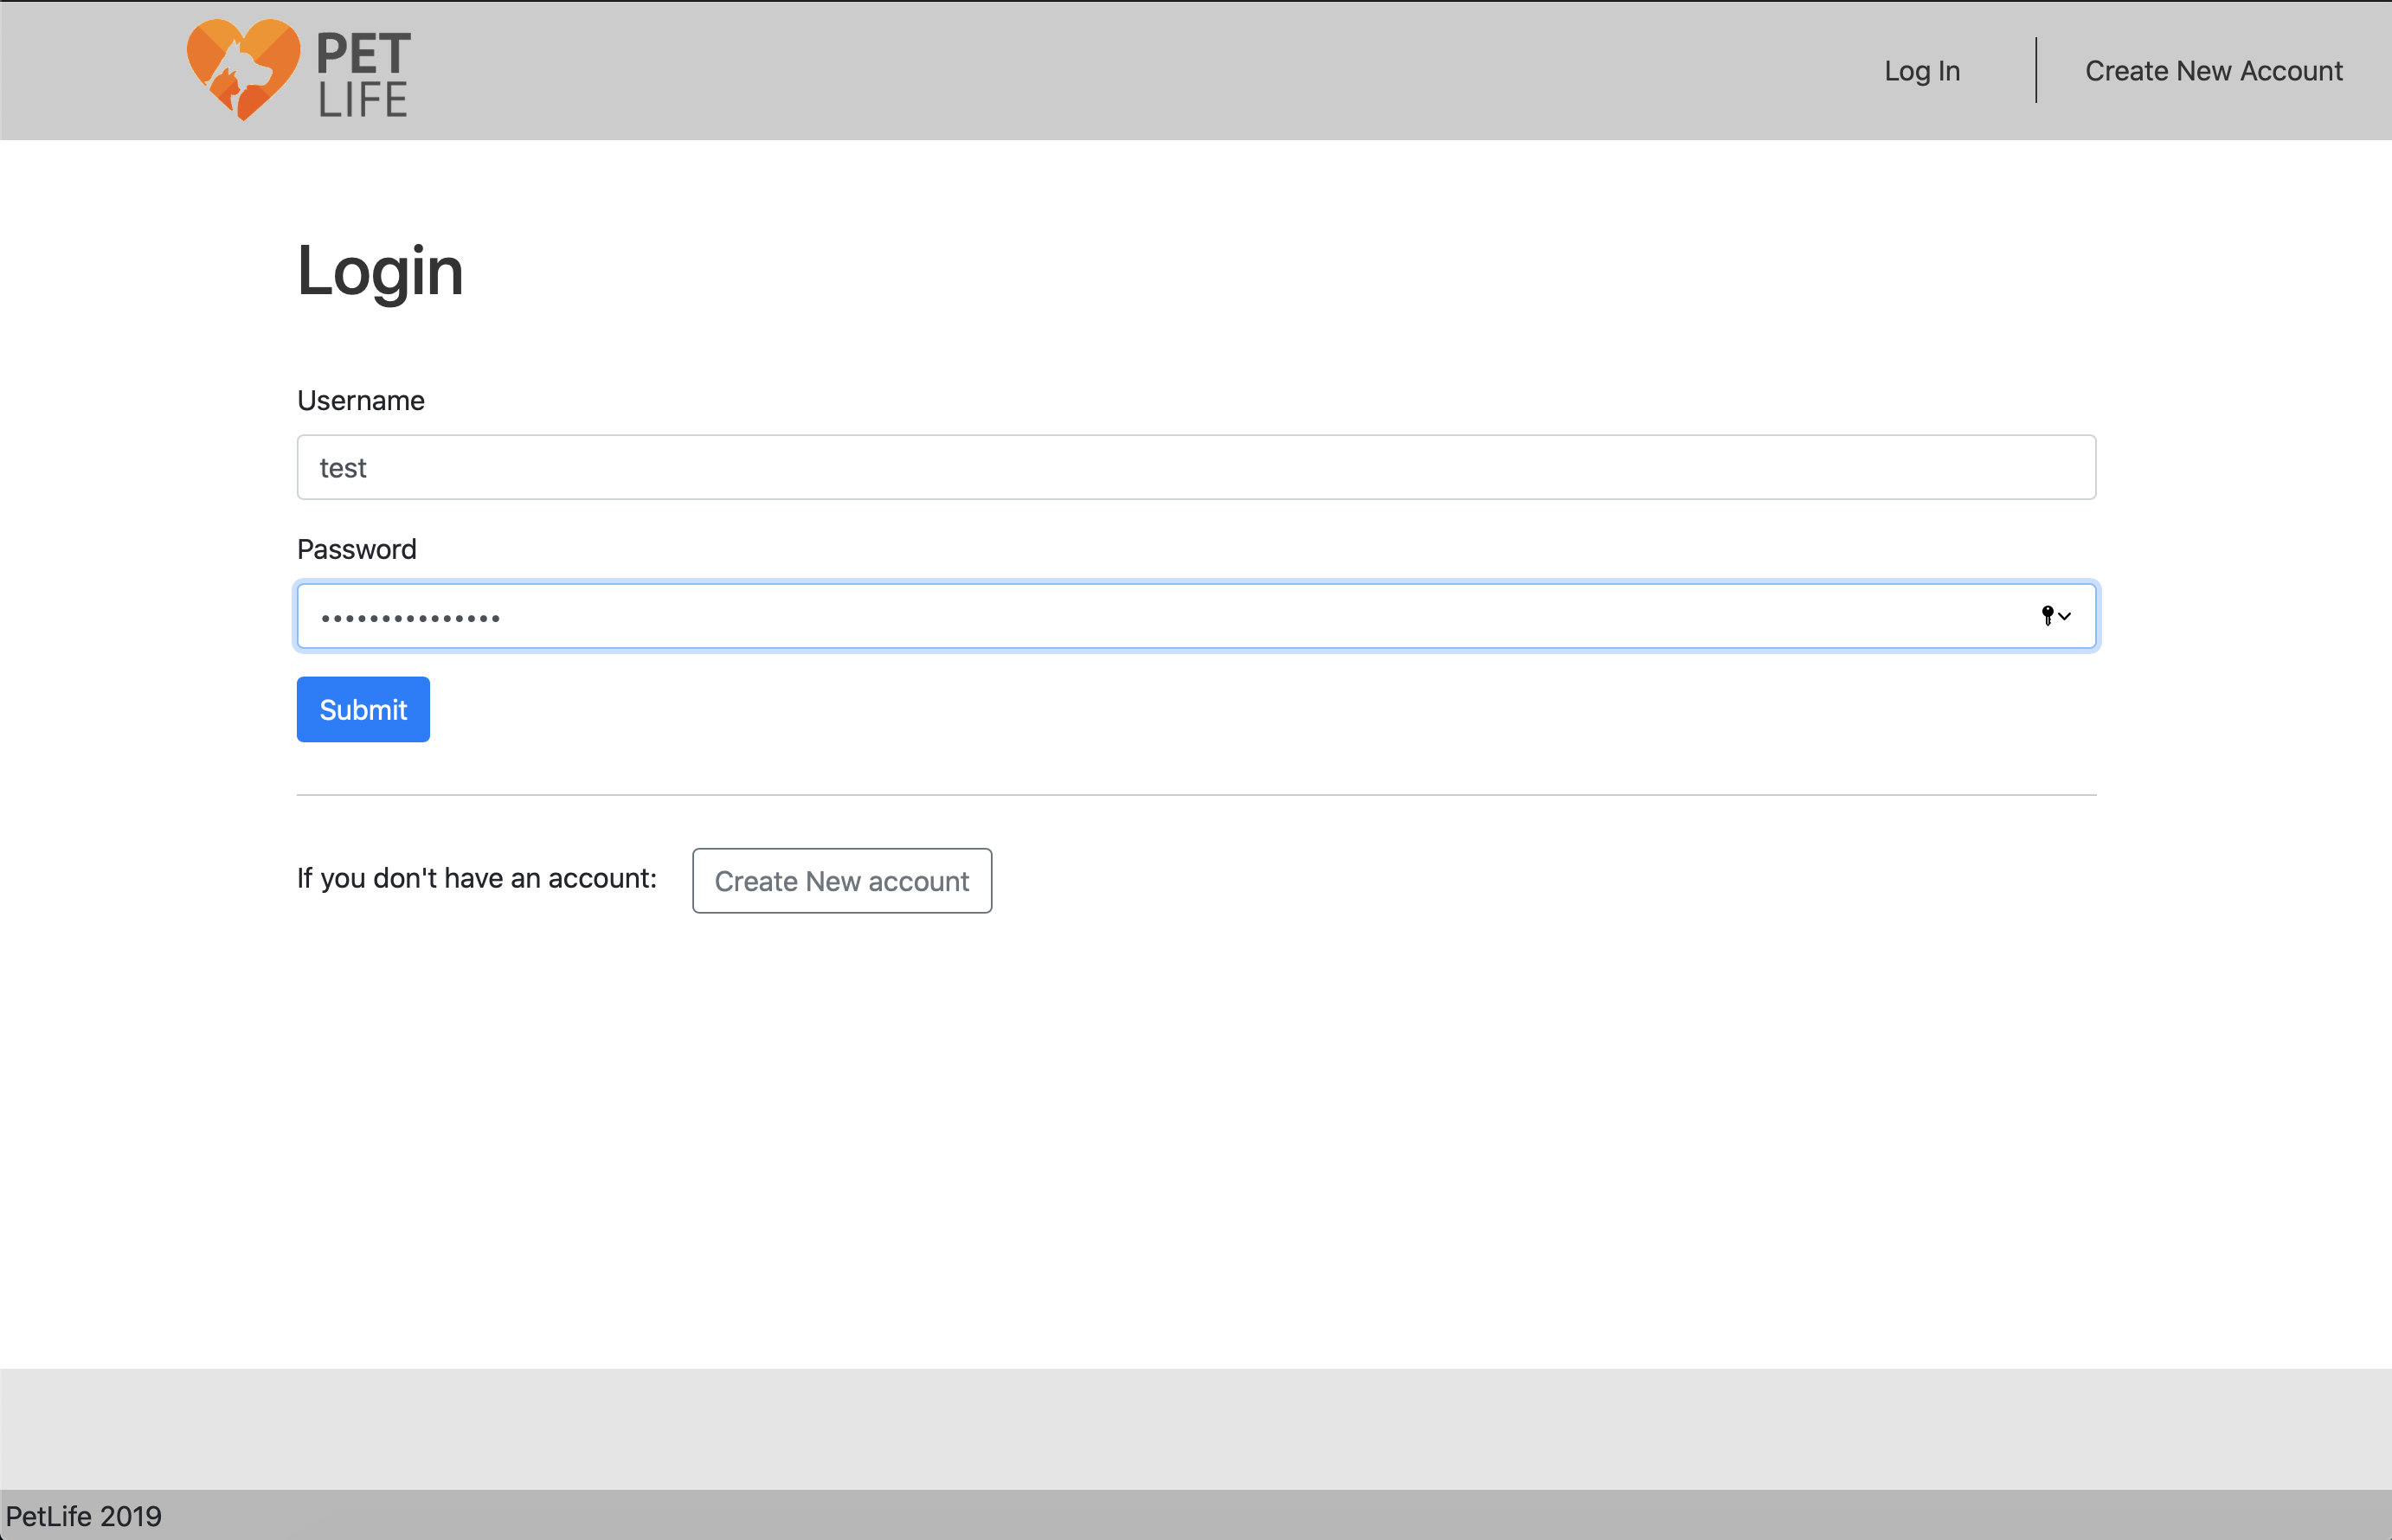 PET
LIFE
Log In
Create New Account
Login
Username
test
Password
•••••••••••••••
Submit
If you don't have an account:
Create New account
PetLife 2019